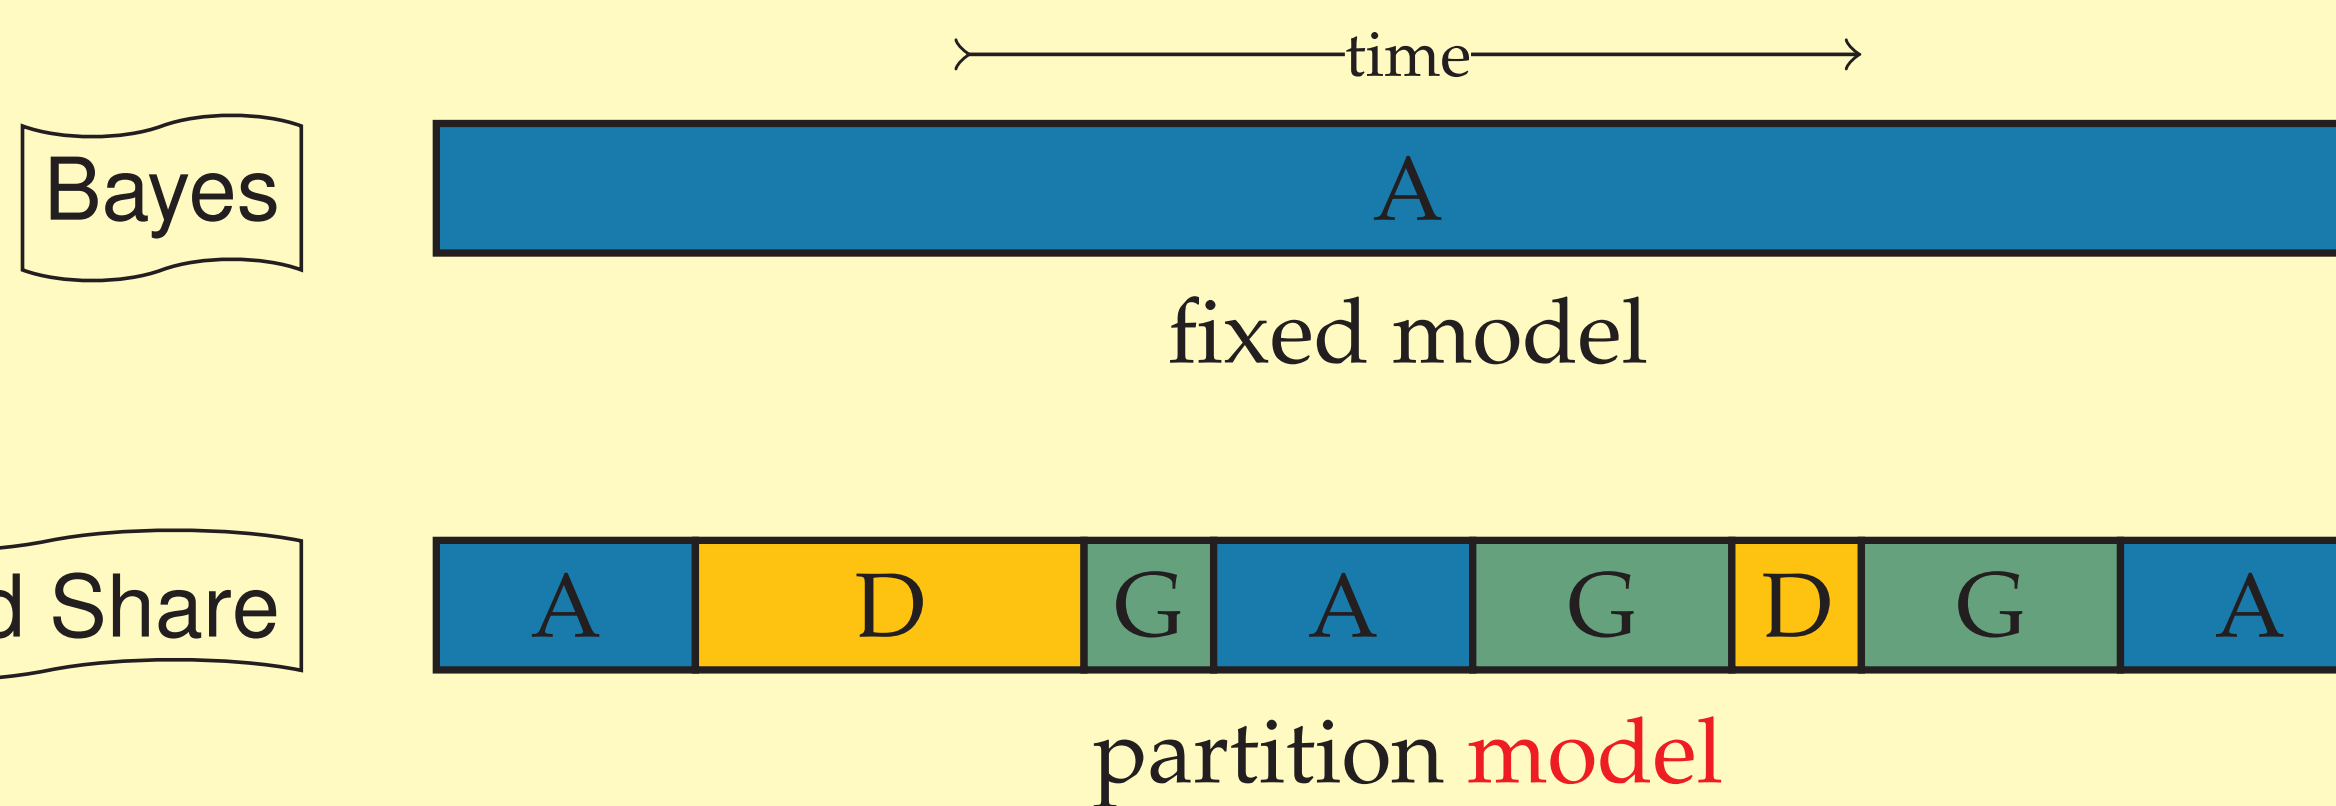 time
Bayes A
fixed model
d Share A D G A G D G A
partition model